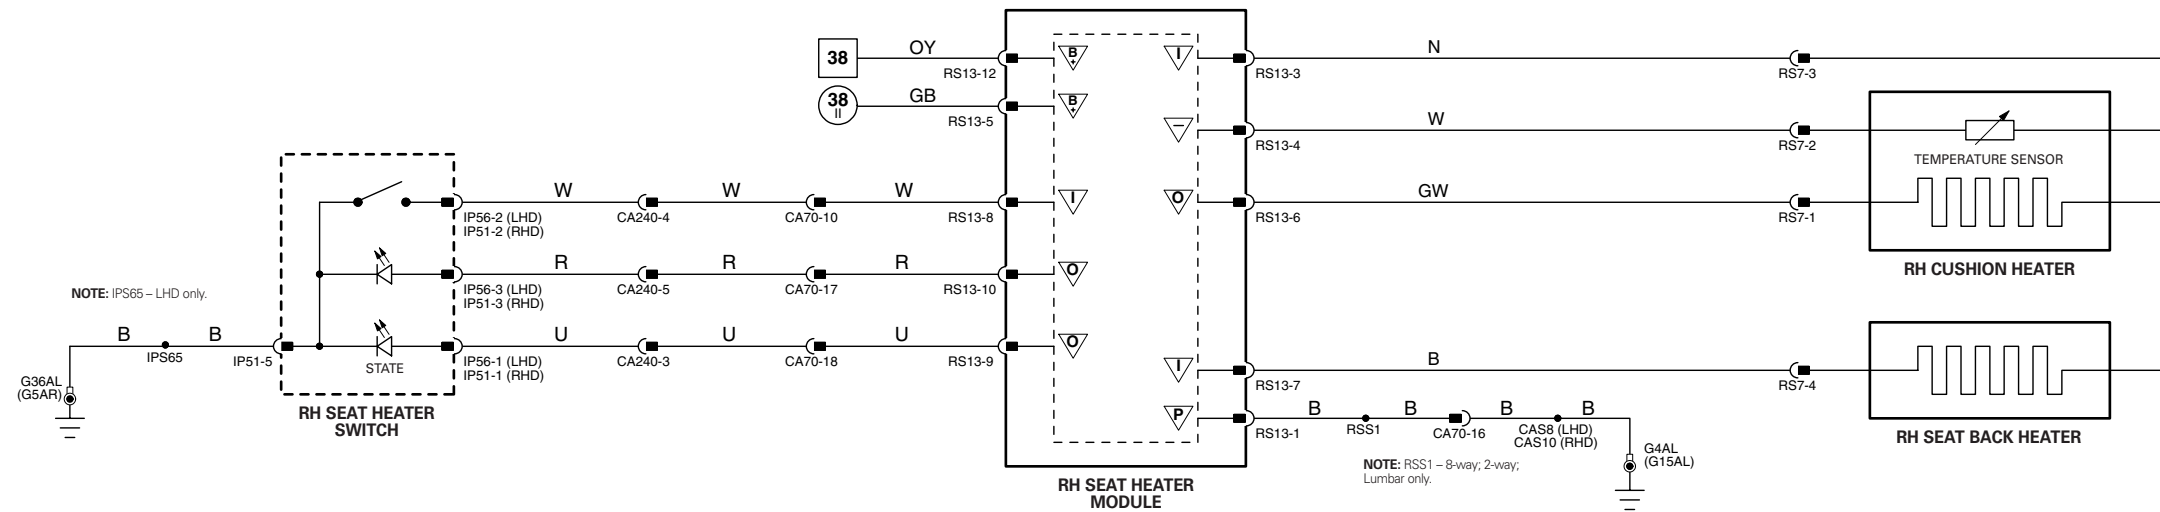 38
OY
RS13-12
B
+
I
RS13-3
N
RS7-3
38
II
GB
RS13-5
B
+
–
RS13-4
W
RS7-2
TEMPERATURE SENSOR
W
IP56-2 (LHD)
IP51-2 (RHD)
W
CA240-4
W
CA70-10
RS13-8
I
O
RS13-6
GW
RS7-1
RH CUSHION HEATER
R
IP56-3 (LHD)
IP51-3 (RHD)
R
CA240-5
R
CA70-17
RS13-10
O
NOTE: IPS65 – LHD only.
B
IPS65
B
IP51-5
STATE
U
IP56-1 (LHD)
IP51-1 (RHD)
U
CA240-3
U
CA70-18
RS13-9
O
G36AL
(G5AR)
RH SEAT HEATER
SWITCH
I
RS13-7
B
RS7-4
RH SEAT BACK HEATER
P
RS13-1
B
RSS1
B
CA70-16
B
CAS8 (LHD)
CAS10 (RHD)
B
G4AL
(G15AL)
NOTE: RSS1 – 8-way; 2-way;
Lumbar only.
RH SEAT HEATER
MODULE